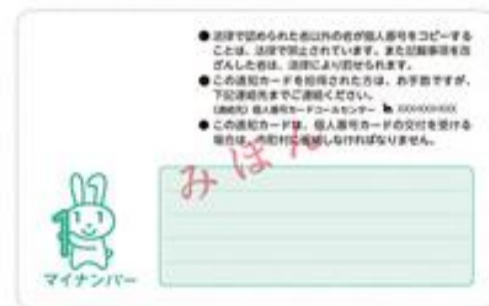 ● 法律で認められた者以外の者が個人番号をコピーする
ことは、法律で禁止されています。また記載事項を改
ざんした者は、法律により罰せられます。
● この通知カードを拾得された方は、お手数ですが、
下記連絡先までご連絡ください。
(連絡先) 個人番号カードコールセンター
● この通知カードは、個人番号カードの交付を受ける
場合は、市町村に返納しなければなりません。
みほん
マイナンバー